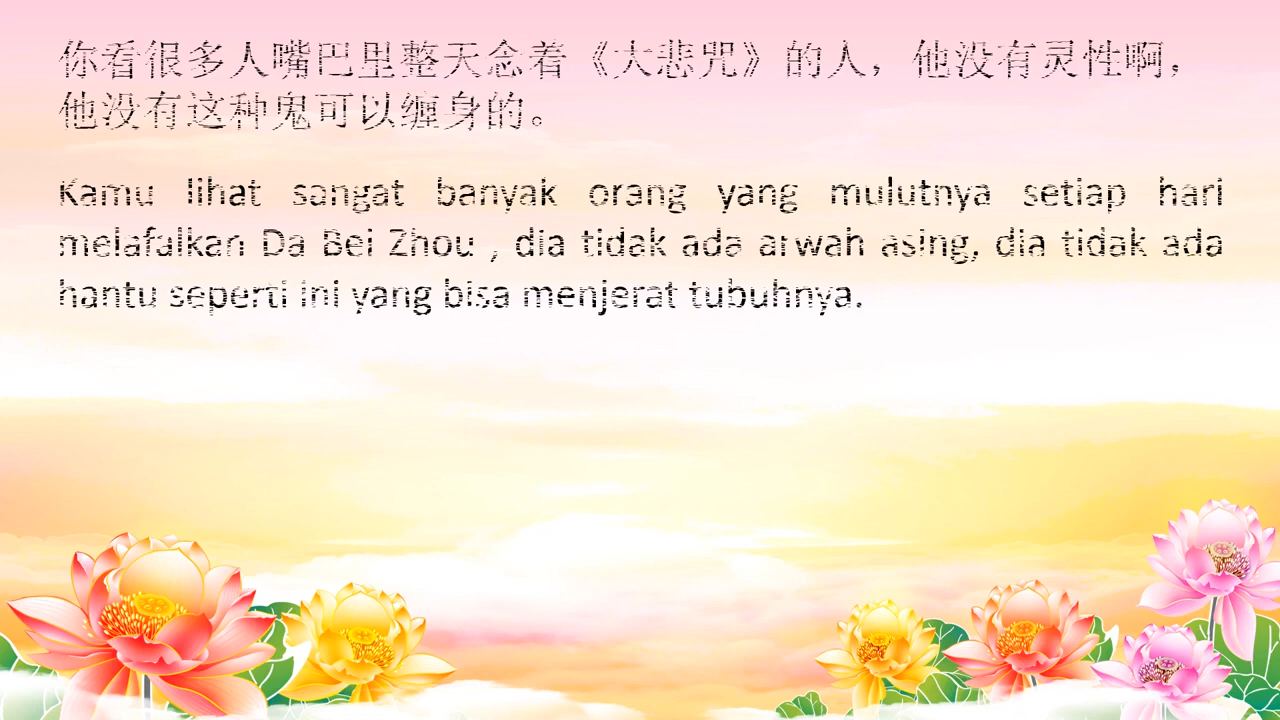 你看很多人嘴巴里整天念着《大悲咒》的人，他没有灵性啊，
他没有这种鬼可以缠身的。
Kamu lihat sangat banyak orang yang mulutnya setiap hari
melafalkan Da Bei Zhou , dia tidak ada arwah asing, dia tidak ada
hantu seperti ini yang bisa menjerat tubuhnya.